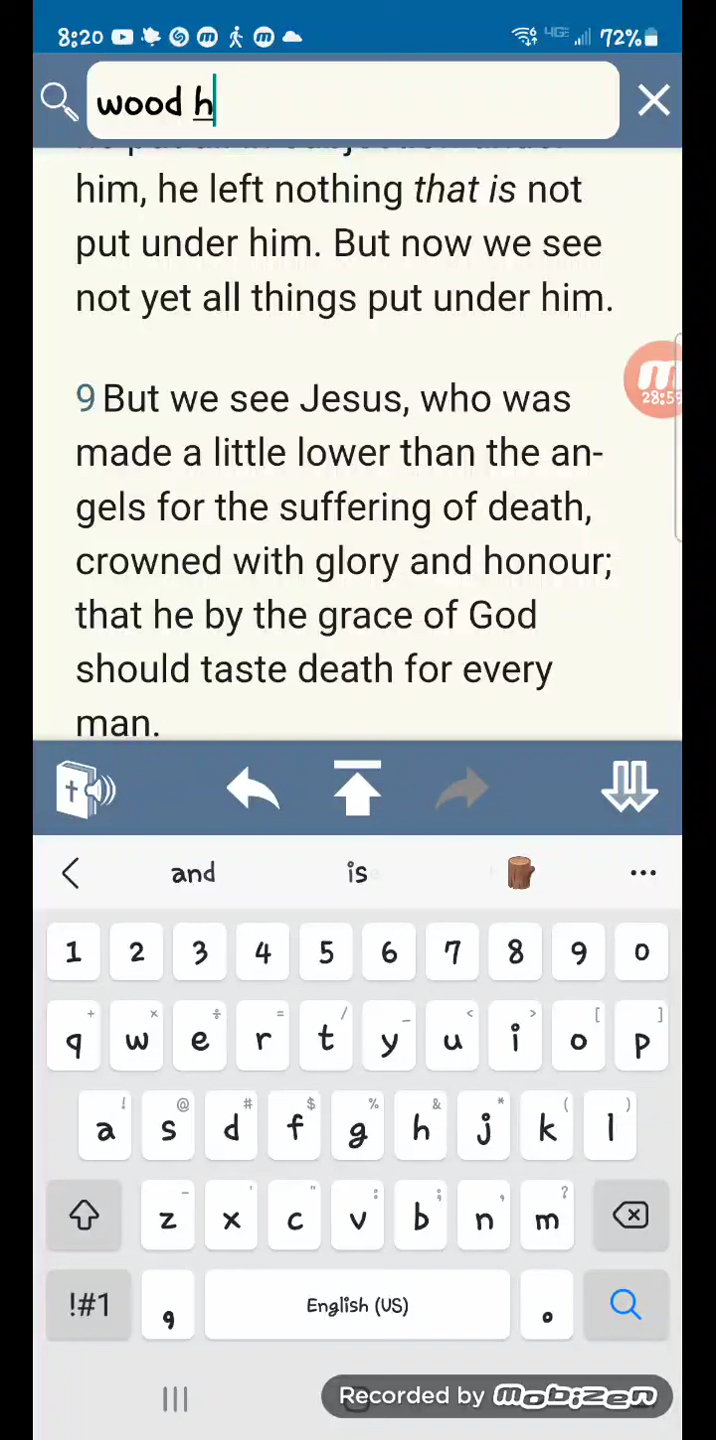 8:20 4GE 72%
wood h
him, he left nothing that is not
put under him. But now we see
not yet all things put under him.
28:5
9 But we see Jesus, who was
made a little lower than the an-
gels for the suffering of death,
crowned with glory and honour;
that he by the grace of God
should taste death for every
man.
and is ...
1 2 3 4 5 6 7 8 9 0
+ × ÷ = / _ < > [ ]
q w e r t y u i o p
! @ # $ % & * ( )
a s d f g h j k l
- ' " : ; , ?
z x c v b n m
!#1 , English (US) .
Recorded by mobizen